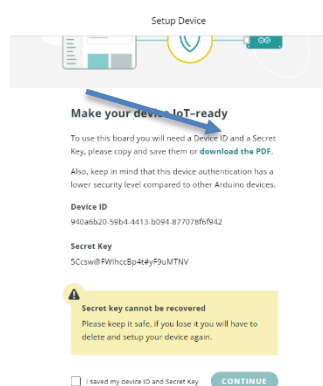 Setup Device
Make your device IoT-ready
To use this board you will need a Device ID and a Secret
Key, please copy and save them or download the PDF.
Also, keep in mind that this device authentication has a
lower security level compared to other Arduino devices.
Device ID
940a6b20-59b4-4413-b094-877078f6f942
Secret Key
5Ccsw@FWlhccBp4t#yF9uMTNV
Secret key cannot be recovered
Please keep it safe, if you lose it you will have to
delete and setup your device again.
I saved my device ID and Secret Key
CONTINUE